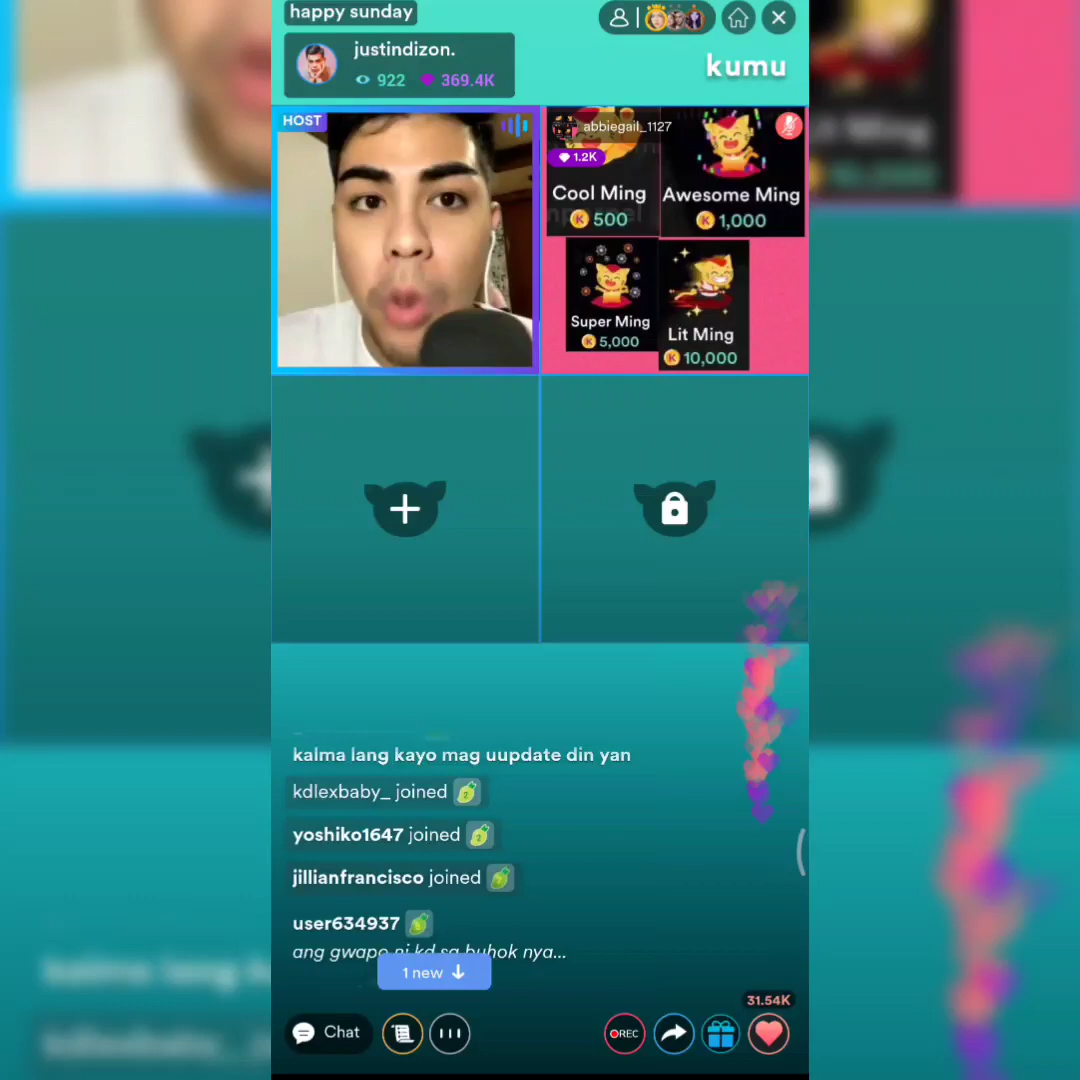 happy sunday
justindizon.
922 369.4K
kumu
HOST
abbiegail_1127
1.2K
Cool Ming
500
Awesome Ming
1,000
Super Ming
5,000
Lit Ming
10,000
kalma lang kayo mag uupdate din yan
kdlexbaby_ joined
yoshiko1647 joined
jillianfrancisco joined
user634937
ang gwapo ni kd sa buhok nya...
1 new
31.54K
Chat
REC